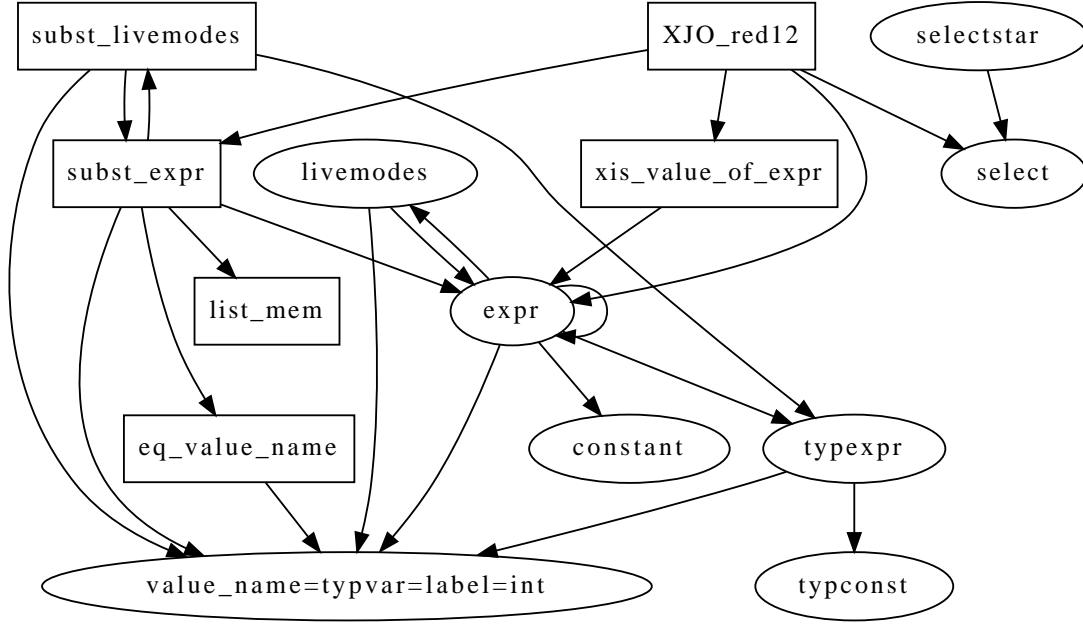 subst_livemodes
XJO_red12
selectstar
subst_expr
livemodes
xis_value_of_expr
select
list_mem
expr
eq_value_name
constant
typexpr
value_name=typvar=label=int
typconst